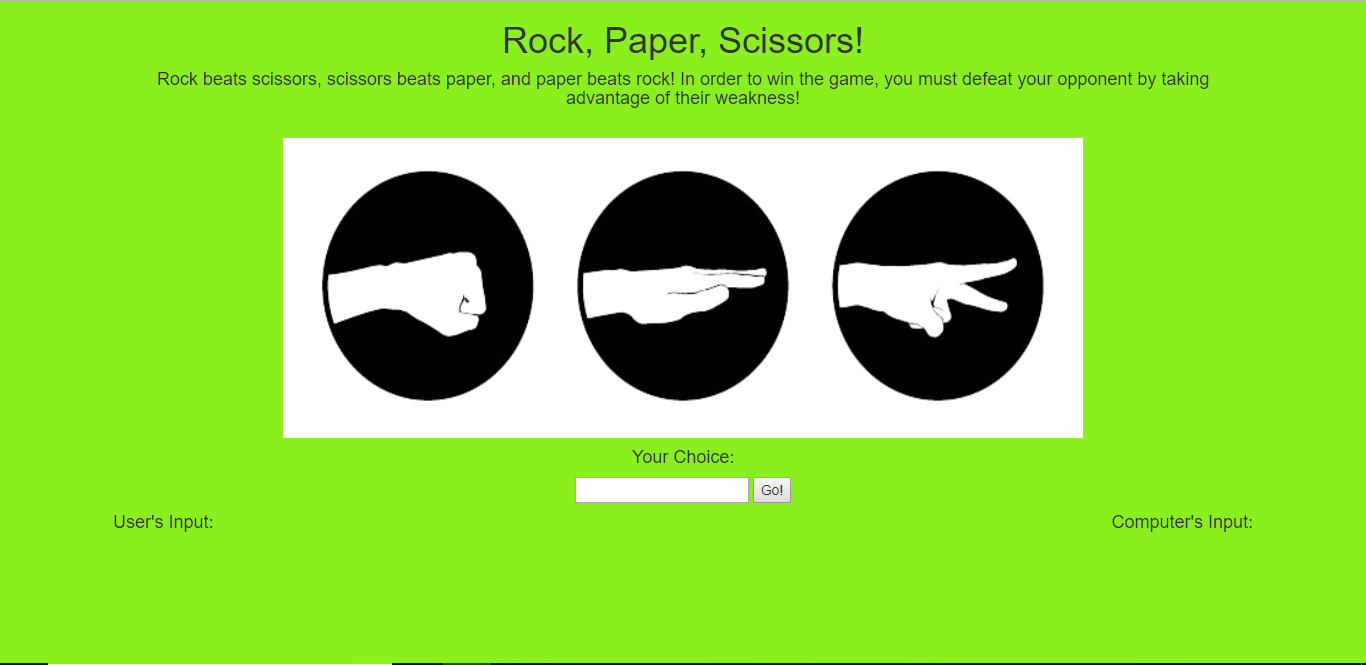 Rock, Paper, Scissors!
Rock beats scissors, scissors beats paper, and paper beats rock! In order to win the game, you must defeat your opponent by taking
advantage of their weakness!
Your Choice:
Go!
User's Input:
Computer's Input: